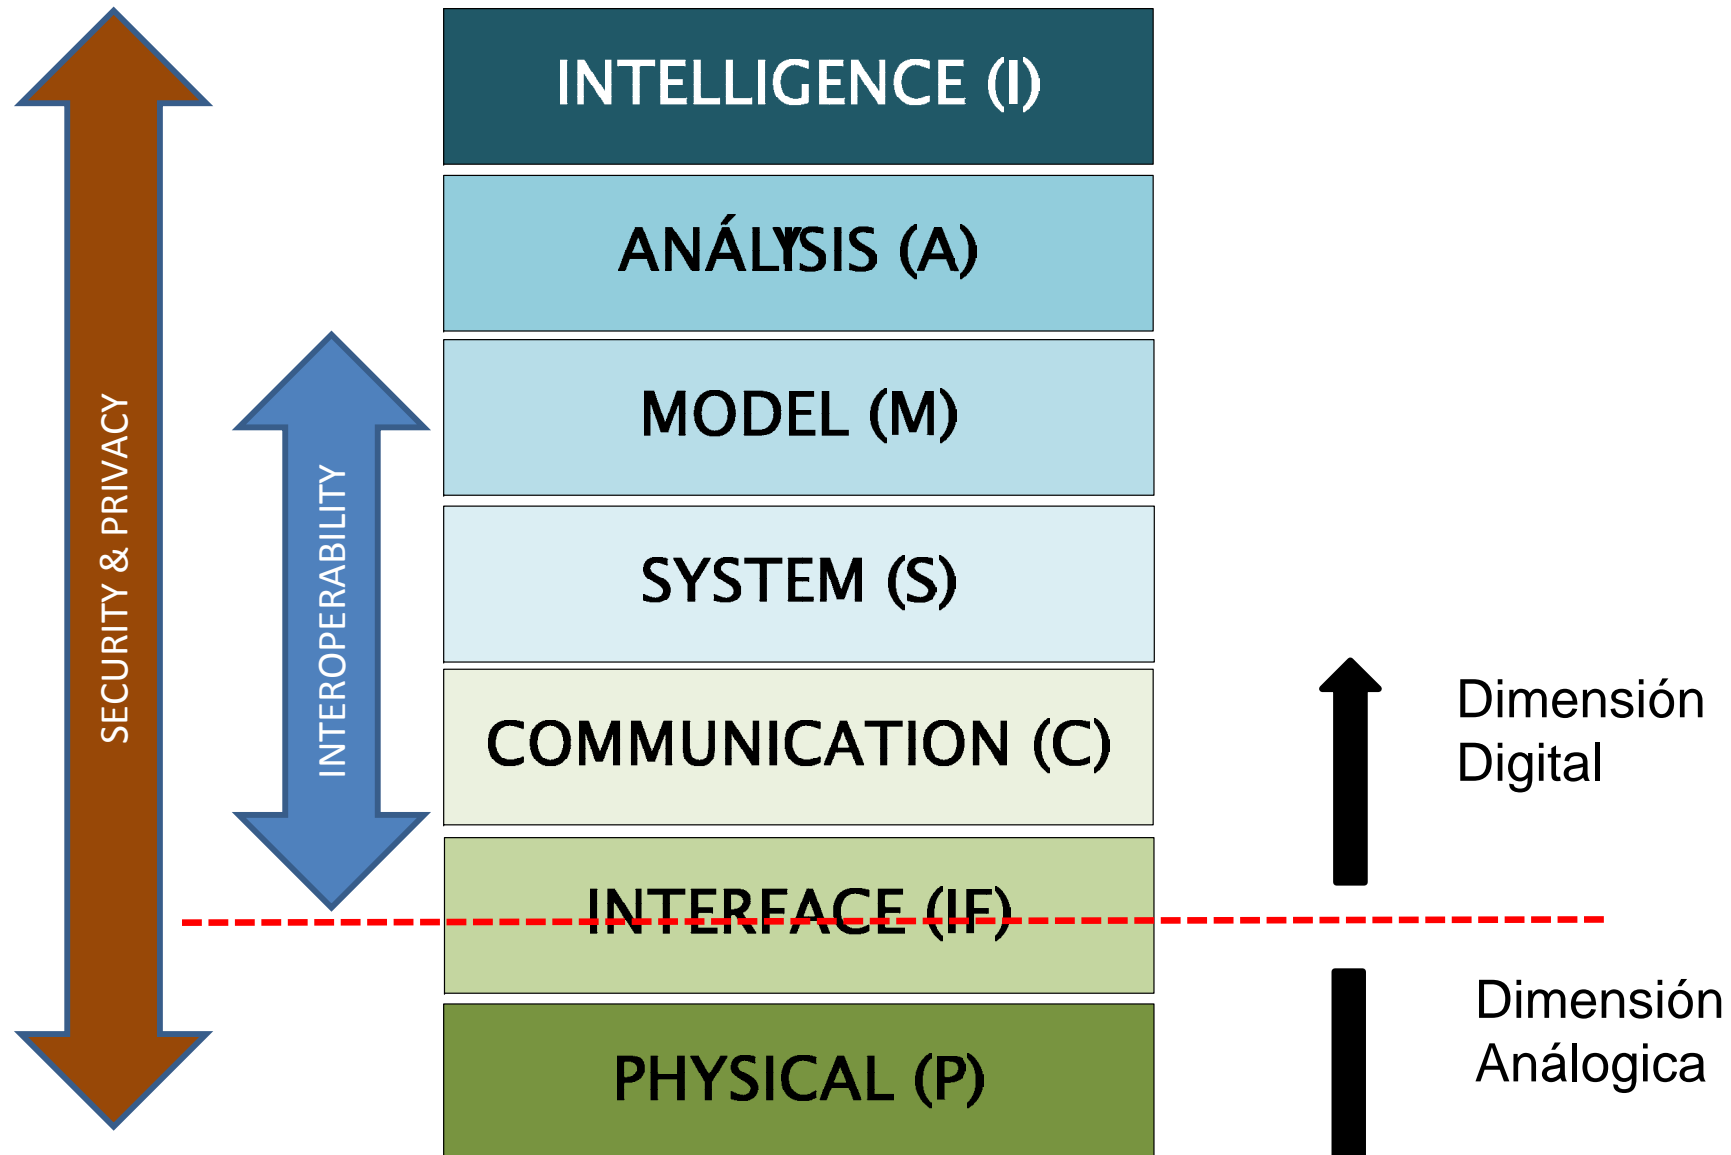 INTELLIGENCE (I)
ANÁLYSIS (A)
MODEL (M)
SYSTEM (S)
COMMUNICATION (C)
INTERFACE (IF)
PHYSICAL (P)
SECURITY & PRIVACY
INTEROPERABILITY
Dimensión
Digital
Dimensión
Análogica